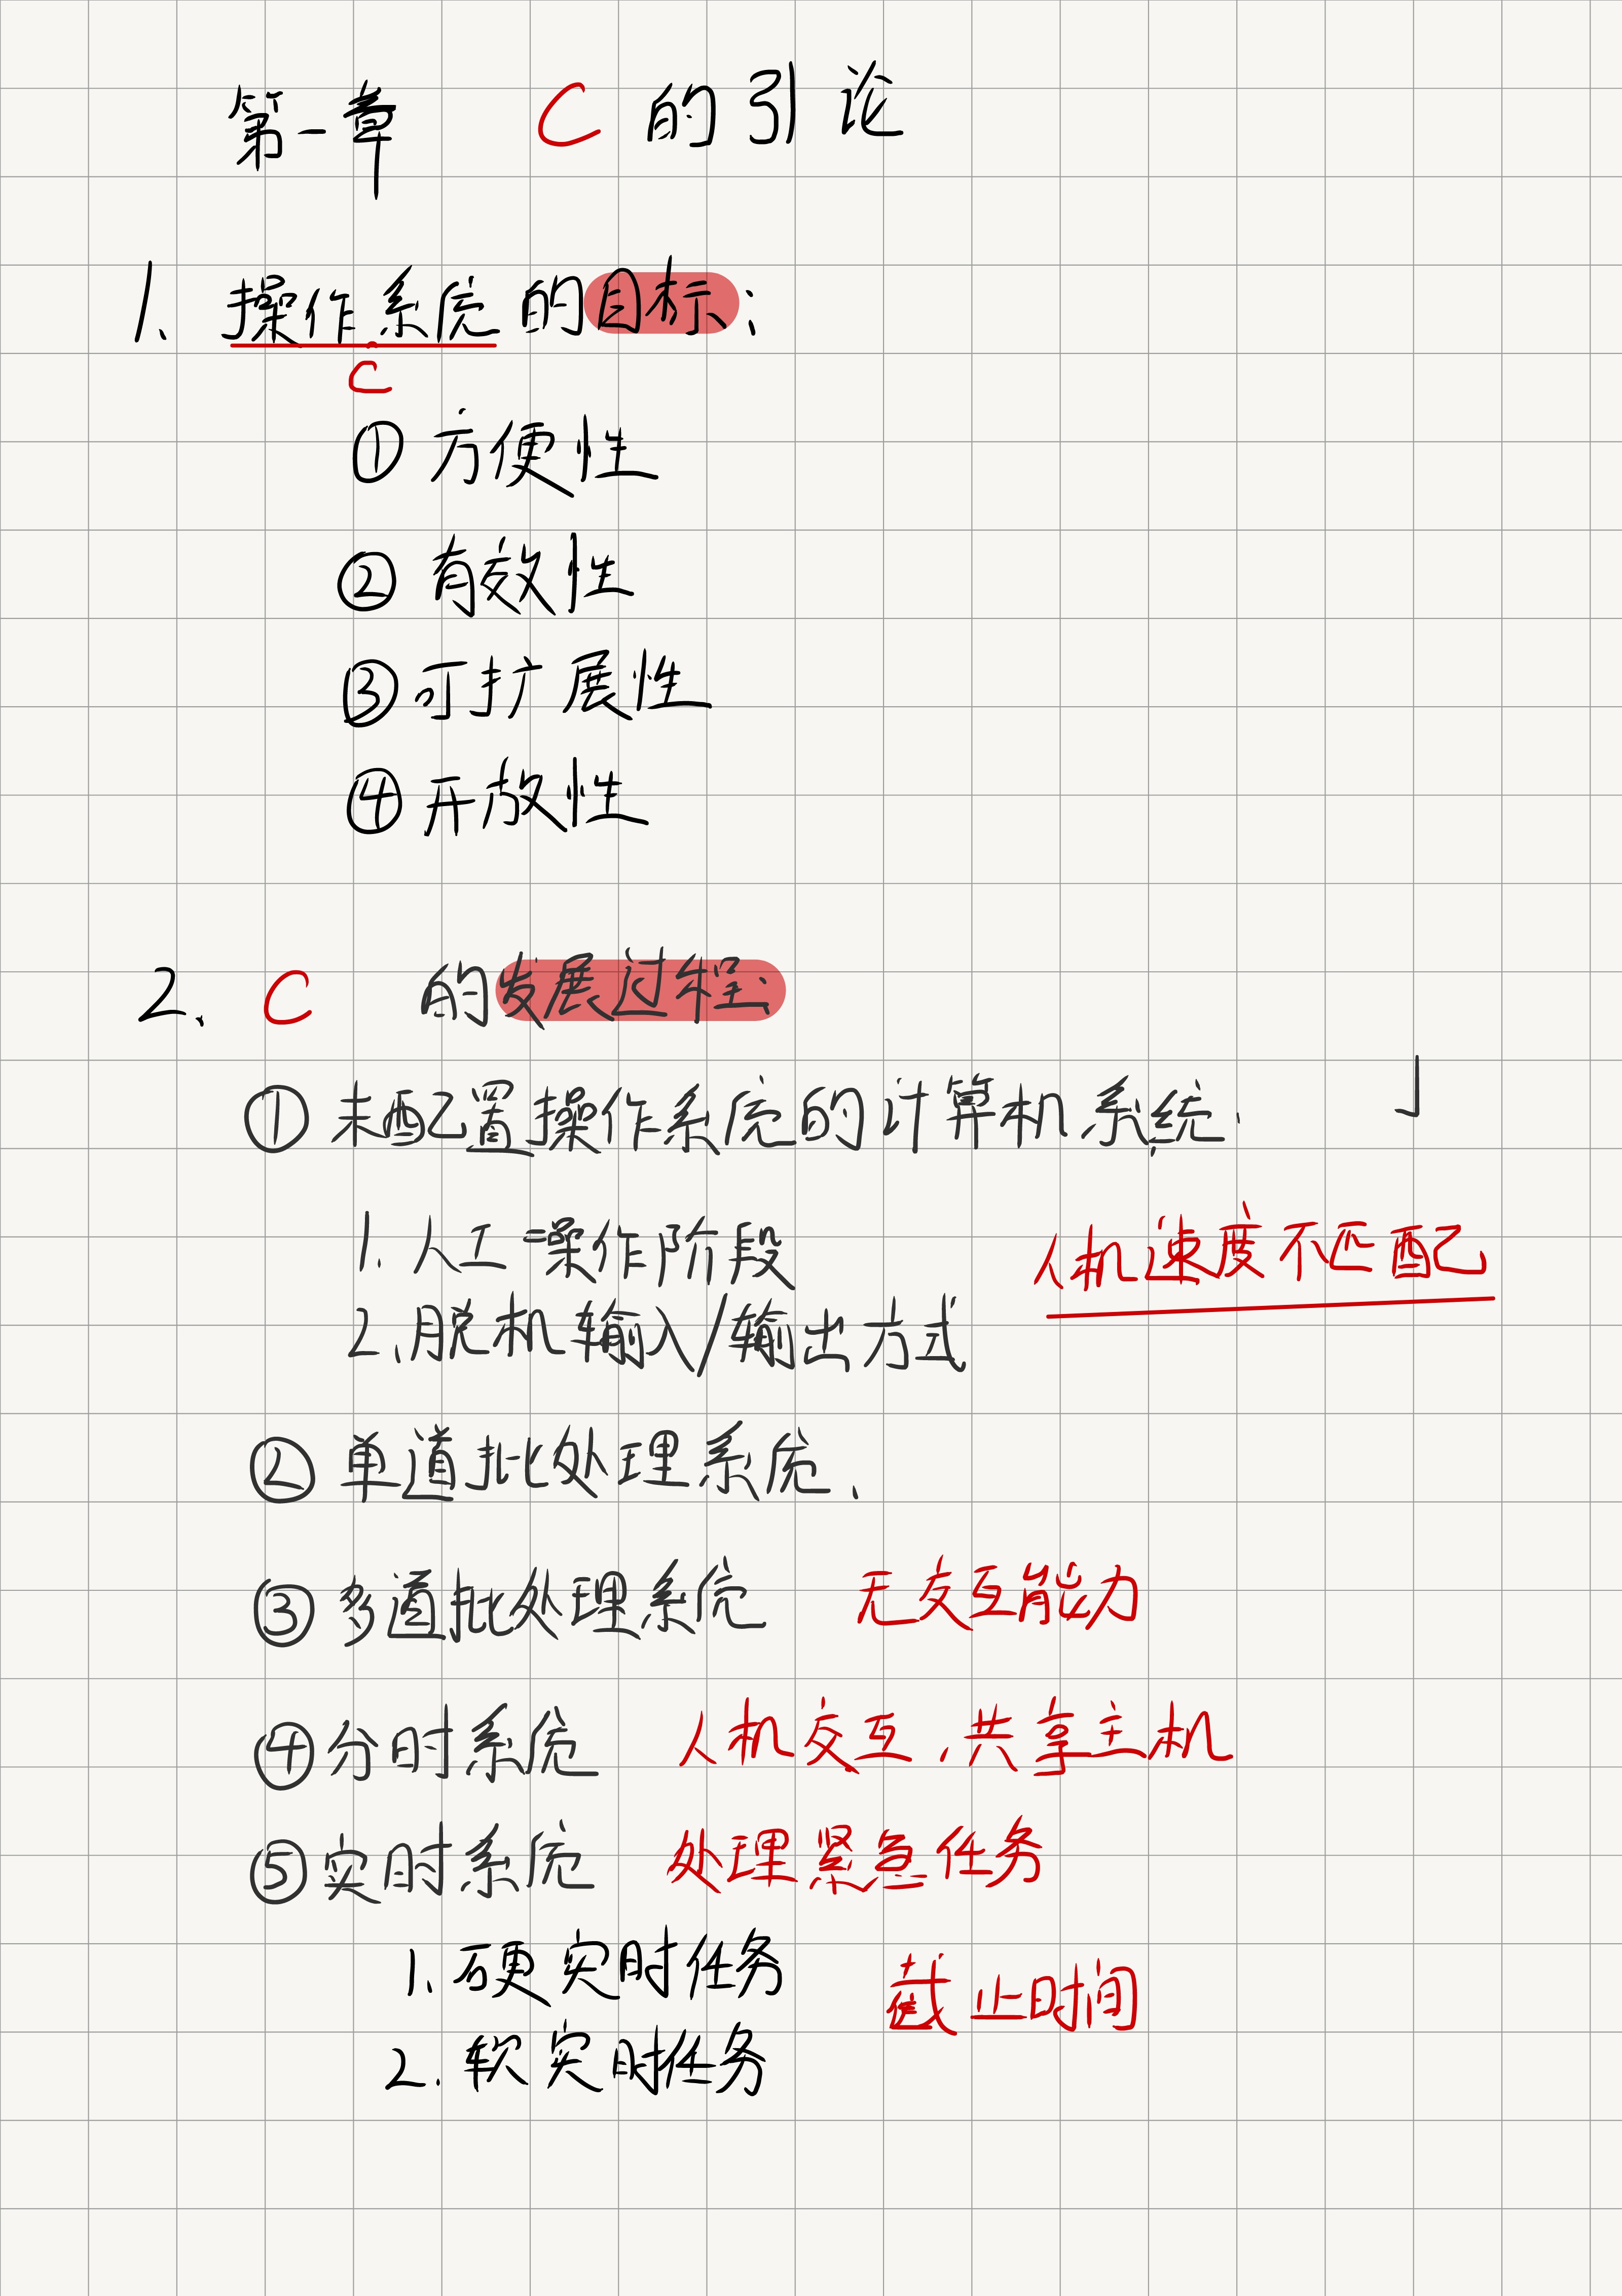 第一章 C 的引论
1、操作系统的目标：
C
①方便性
②有效性
③可扩展性
④开放性
2、C 的发展过程：
①未配置操作系统的计算机系统.
1.人工操作阶段 人机速度不匹配
2.脱机输入/输出方式
②单道批处理系统、
③多道批处理系统 无交互能力
④分时系统 人机交互，共享主机
⑤实时系统 处理紧急任务
1.硬实时任务 截止时间
2.软实时任务